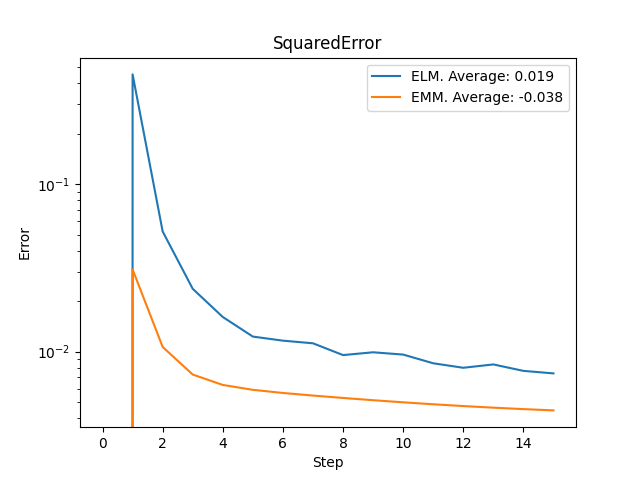 SquaredError
ELM. Average: 0.019
EMM. Average: -0.038
10⁻¹
10⁻²
Error
0 2 4 6 8 10 12 14
Step